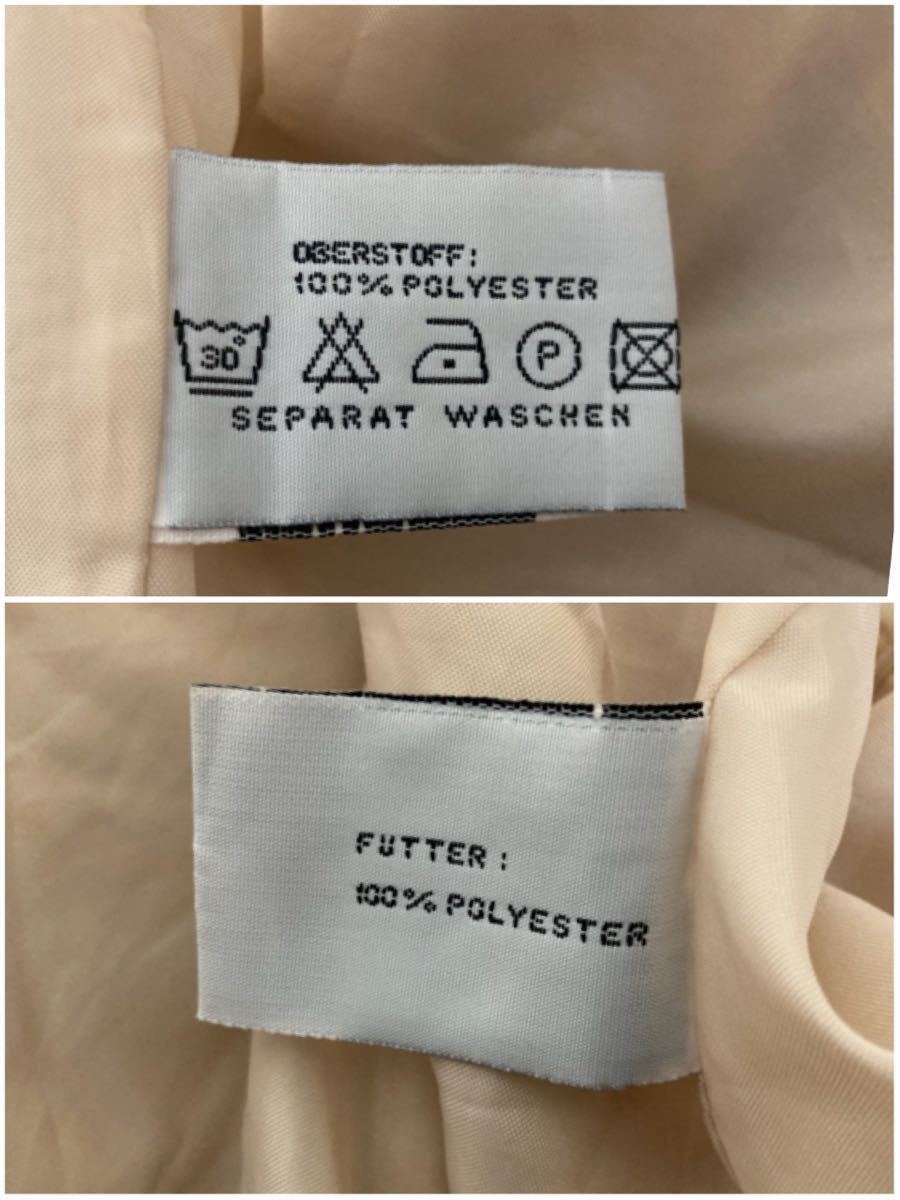 OBERSTOFF:
100% POLYESTER
30°
P
SEPARAT WASCHEN
FUTTER:
100% POLYESTER